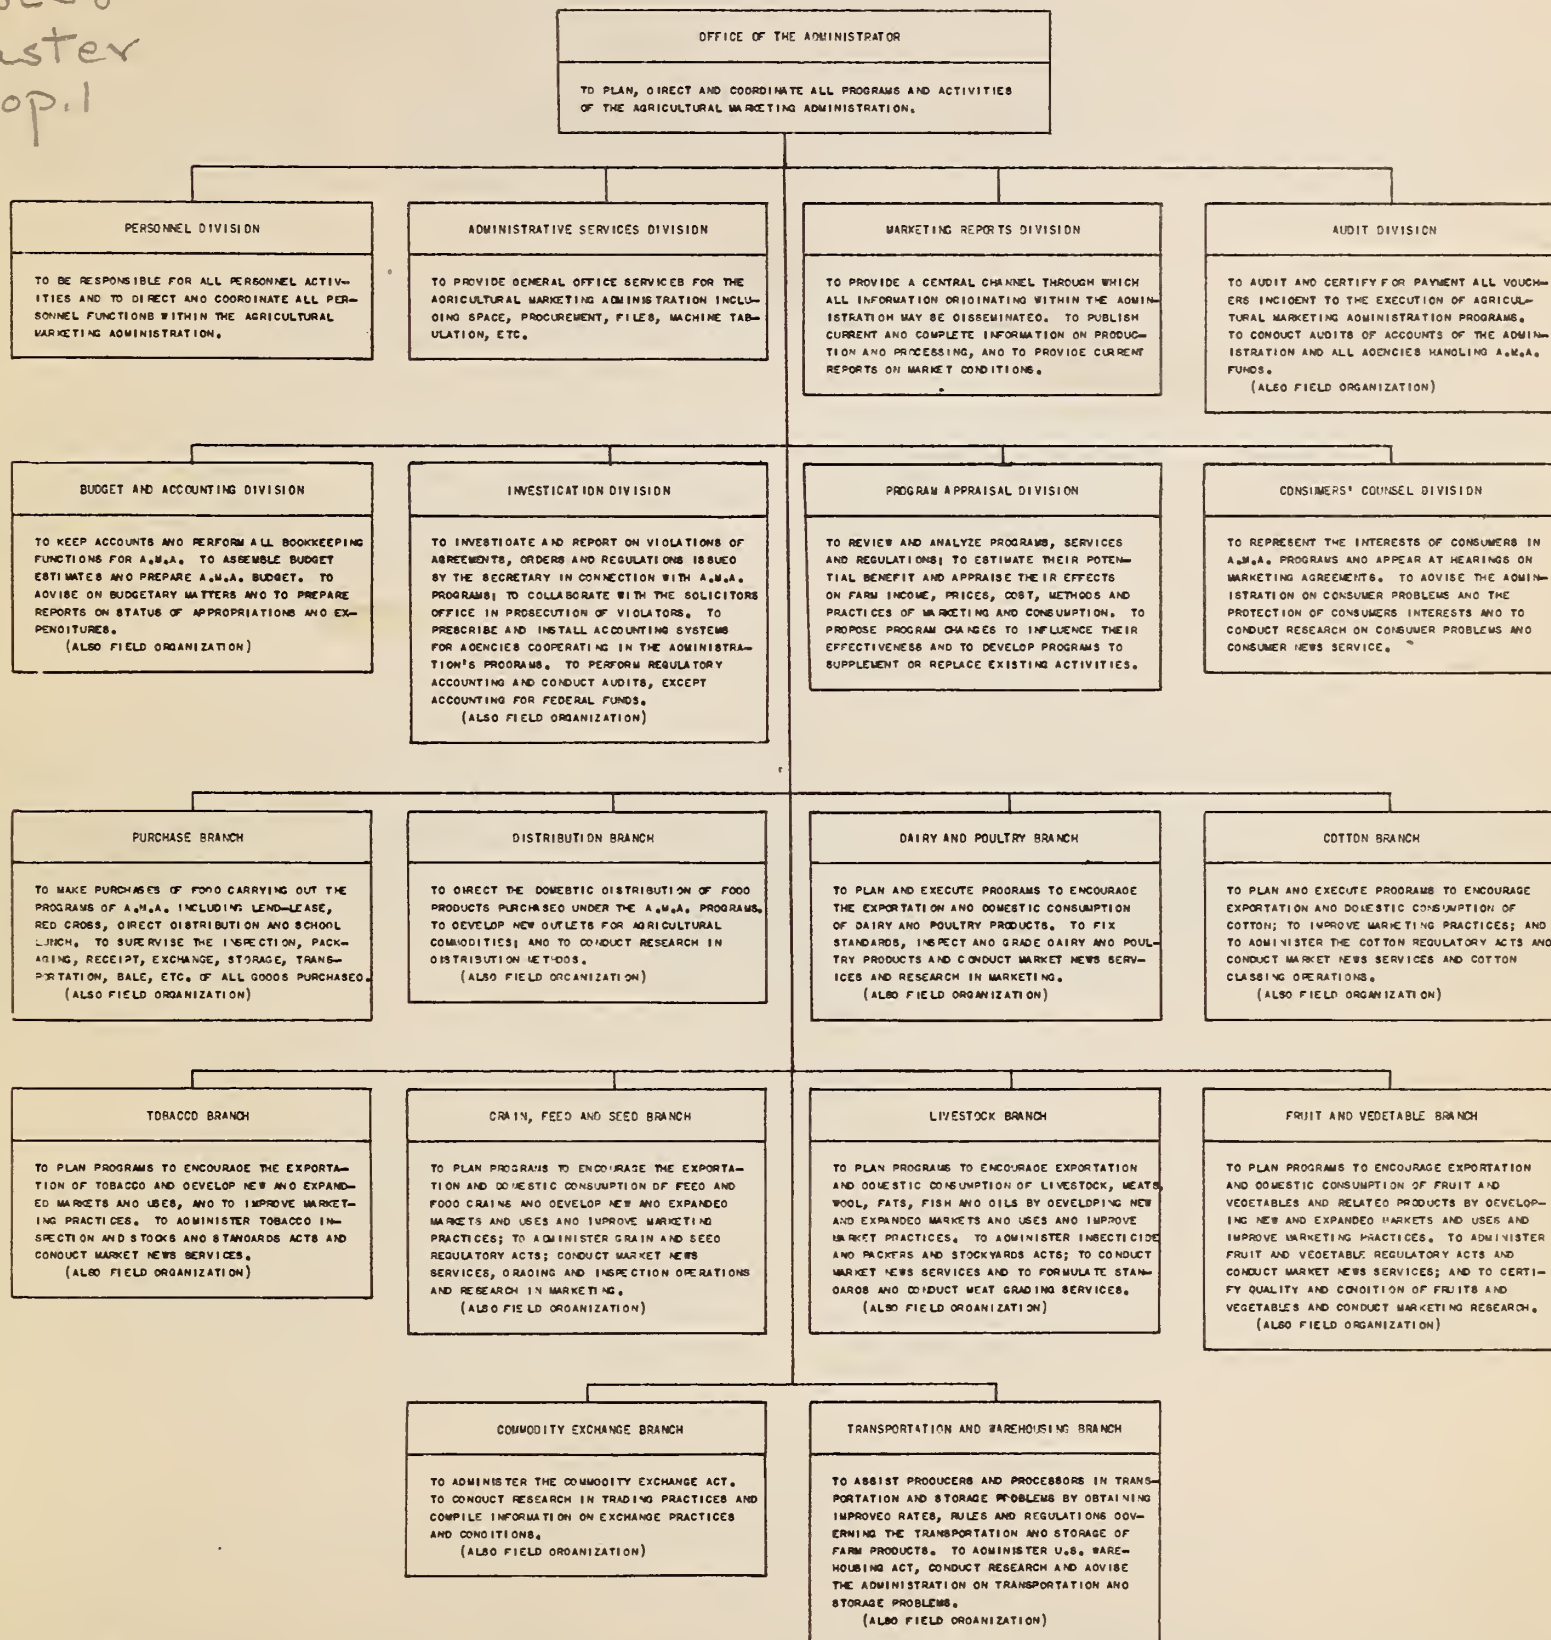 aster
op.1
OFFICE OF THE ADMINISTRATOR
TO PLAN, DIRECT AND COORDINATE ALL PROGRAMS AND ACTIVITIES
OF THE AGRICULTURAL MARKETING ADMINISTRATION.
PERSONNEL DIVISION
TO BE RESPONSIBLE FOR ALL PERSONNEL ACTIV-
ITIES AND TO DIRECT AND COORDINATE ALL PER-
SONNEL FUNCTIONS WITHIN THE AGRICULTURAL
MARKETING ADMINISTRATION.
ADMINISTRATIVE SERVICES DIVISION
TO PROVIDE GENERAL OFFICE SERVICES FOR THE
AGRICULTURAL MARKETING ADMINISTRATION INCLU-
DING SPACE, PROCUREMENT, FILES, MACHINE TAB-
ULATION, ETC.
MARKETING REPORTS DIVISION
TO PROVIDE A CENTRAL CHANNEL THROUGH WHICH
ALL INFORMATION ORIGINATING WITHIN THE ADMIN-
ISTRATION MAY BE DISSEMINATED. TO PUBLISH
CURRENT AND COMPLETE INFORMATION ON PRODUC-
TION AND PROCESSING, AND TO PROVIDE CURRENT
REPORTS ON MARKET CONDITIONS.
AUDIT DIVISION
TO AUDIT AND CERTIFY FOR PAYMENT ALL VOUCH-
ERS INCIDENT TO THE EXECUTION OF AGRICUL-
TURAL MARKETING ADMINISTRATION PROGRAMS.
TO CONDUCT AUDITS OF ACCOUNTS OF THE ADMIN-
ISTRATION AND ALL AGENCIES HANDLING A.M.A.
FUNDS.
(ALSO FIELD ORGANIZATION)
BUDGET AND ACCOUNTING DIVISION
TO KEEP ACCOUNTS AND PERFORM ALL BOOKKEEPING
FUNCTIONS FOR A.M.A. TO ASSEMBLE BUDGET
ESTIMATES AND PREPARE A.M.A. BUDGET. TO
ADVISE ON BUDGETARY MATTERS AND TO PREPARE
REPORTS ON STATUS OF APPROPRIATIONS AND EX-
PENDITURES.
(ALSO FIELD ORGANIZATION)
INVESTIGATION DIVISION
TO INVESTIGATE AND REPORT ON VIOLATIONS OF
AGREEMENTS, ORDERS AND REGULATIONS ISSUED
BY THE SECRETARY IN CONNECTION WITH A.M.A.
PROGRAMS; TO COLLABORATE WITH THE SOLICITORS
OFFICE IN PROSECUTION OF VIOLATORS. TO
PRESCRIBE AND INSTALL ACCOUNTING SYSTEMS
FOR AGENCIES COOPERATING IN THE ADMINISTRA-
TION'S PROGRAMS. TO PERFORM REGULATORY
ACCOUNTING AND CONDUCT AUDITS, EXCEPT
ACCOUNTING FOR FEDERAL FUNDS.
(ALSO FIELD ORGANIZATION)
PROGRAM APPRAISAL DIVISION
TO REVIEW AND ANALYZE PROGRAMS, SERVICES
AND REGULATIONS; TO ESTIMATE THEIR POTEN-
TIAL BENEFIT AND APPRAISE THEIR EFFECTS
ON FARM INCOME, PRICES, COST, METHODS AND
PRACTICES OF MARKETING AND CONSUMPTION. TO
PROPOSE PROGRAM CHANGES TO INFLUENCE THEIR
EFFECTIVENESS AND TO DEVELOP PROGRAMS TO
SUPPLEMENT OR REPLACE EXISTING ACTIVITIES.
CONSUMERS' COUNSEL DIVISION
TO REPRESENT THE INTERESTS OF CONSUMERS IN
A.M.A. PROGRAMS AND APPEAR AT HEARINGS ON
MARKETING AGREEMENTS. TO ADVISE THE ADMIN-
ISTRATION ON CONSUMER PROBLEMS AND THE
PROTECTION OF CONSUMERS INTERESTS AND TO
CONDUCT RESEARCH ON CONSUMER PROBLEMS AND
CONSUMER NEWS SERVICE.
PURCHASE BRANCH
TO MAKE PURCHASES OF FOOD CARRYING OUT THE
PROGRAMS OF A.M.A. INCLUDING LEND-LEASE,
RED CROSS, DIRECT DISTRIBUTION AND SCHOOL
LUNCH. TO SUPERVISE THE INSPECTION, PACK-
AGING, RECEIPT, EXCHANGE, STORAGE, TRANS-
PORTATION, SALE, ETC. OF ALL GOODS PURCHASED.
(ALSO FIELD ORGANIZATION)
DISTRIBUTION BRANCH
TO DIRECT THE DOMESTIC DISTRIBUTION OF FOOD
PRODUCTS PURCHASED UNDER THE A.M.A. PROGRAMS.
TO DEVELOP NEW OUTLETS FOR AGRICULTURAL
COMMODITIES; AND TO CONDUCT RESEARCH IN
DISTRIBUTION METHODS.
(ALSO FIELD ORGANIZATION)
DAIRY AND POULTRY BRANCH
TO PLAN AND EXECUTE PROGRAMS TO ENCOURAGE
THE EXPORTATION AND DOMESTIC CONSUMPTION
OF DAIRY AND POULTRY PRODUCTS. TO FIX
STANDARDS, INSPECT AND GRADE DAIRY AND POUL-
TRY PRODUCTS AND CONDUCT MARKET NEWS SERV-
ICES AND RESEARCH IN MARKETING.
(ALSO FIELD ORGANIZATION)
COTTON BRANCH
TO PLAN AND EXECUTE PROGRAMS TO ENCOURAGE
EXPORTATION AND DOMESTIC CONSUMPTION OF
COTTON; TO IMPROVE MARKETING PRACTICES; AND
TO ADMINISTER THE COTTON REGULATORY ACTS AND
CONDUCT MARKET NEWS SERVICES AND COTTON
CLASSING OPERATIONS.
(ALSO FIELD ORGANIZATION)
TOBACCO BRANCH
TO PLAN PROGRAMS TO ENCOURAGE THE EXPORTA-
TION OF TOBACCO AND DEVELOP NEW AND EXPAND-
ED MARKETS AND USES, AND TO IMPROVE MARKET-
ING PRACTICES. TO ADMINISTER TOBACCO IN-
SPECTION AND STOCKS AND STANDARDS ACTS AND
CONDUCT MARKET NEWS SERVICES.
(ALSO FIELD ORGANIZATION)
GRAIN, FEED AND SEED BRANCH
TO PLAN PROGRAMS TO ENCOURAGE THE EXPORTA-
TION AND DOMESTIC CONSUMPTION OF FEED AND
FOOD GRAINS AND DEVELOP NEW AND EXPANDED
MARKETS AND USES AND IMPROVE MARKETING
PRACTICES; TO ADMINISTER GRAIN AND SEED
REGULATORY ACTS; CONDUCT MARKET NEWS
SERVICES, GRADING AND INSPECTION OPERATIONS
AND RESEARCH IN MARKETING.
(ALSO FIELD ORGANIZATION)
LIVESTOCK BRANCH
TO PLAN PROGRAMS TO ENCOURAGE EXPORTATION
AND DOMESTIC CONSUMPTION OF LIVESTOCK, MEATS,
WOOL, FATS, FISH AND OILS BY DEVELOPING NEW
AND EXPANDED MARKETS AND USES AND IMPROVE
MARKET PRACTICES. TO ADMINISTER INSECTICIDE
AND PACKERS AND STOCKYARDS ACTS; TO CONDUCT
MARKET NEWS SERVICES AND TO FORMULATE STAN-
DARDS AND CONDUCT MEAT GRADING SERVICES.
(ALSO FIELD ORGANIZATION)
FRUIT AND VEGETABLE BRANCH
TO PLAN PROGRAMS TO ENCOURAGE EXPORTATION
AND DOMESTIC CONSUMPTION OF FRUIT AND
VEGETABLES AND RELATED PRODUCTS BY DEVELOP-
ING NEW AND EXPANDED MARKETS AND USES AND
IMPROVE MARKETING PRACTICES. TO ADMINISTER
FRUIT AND VEGETABLE REGULATORY ACTS AND
CONDUCT MARKET NEWS SERVICES; AND TO CERTI-
FY QUALITY AND CONDITION OF FRUITS AND
VEGETABLES AND CONDUCT MARKETING RESEARCH.
(ALSO FIELD ORGANIZATION)
COMMODITY EXCHANGE BRANCH
TO ADMINISTER THE COMMODITY EXCHANGE ACT.
TO CONDUCT RESEARCH IN TRADING PRACTICES AND
COMPILE INFORMATION ON EXCHANGE PRACTICES
AND CONDITIONS.
(ALSO FIELD ORGANIZATION)
TRANSPORTATION AND WAREHOUSING BRANCH
TO ASSIST PRODUCERS AND PROCESSORS IN TRANS-
PORTATION AND STORAGE PROBLEMS BY OBTAINING
IMPROVED RATES, RULES AND REGULATIONS GOV-
ERNING THE TRANSPORTATION AND STORAGE OF
FARM PRODUCTS. TO ADMINISTER U.S. WARE-
HOUSING ACT, CONDUCT RESEARCH AND ADVISE
THE ADMINISTRATION ON TRANSPORTATION AND
STORAGE PROBLEMS.
(ALSO FIELD ORGANIZATION)